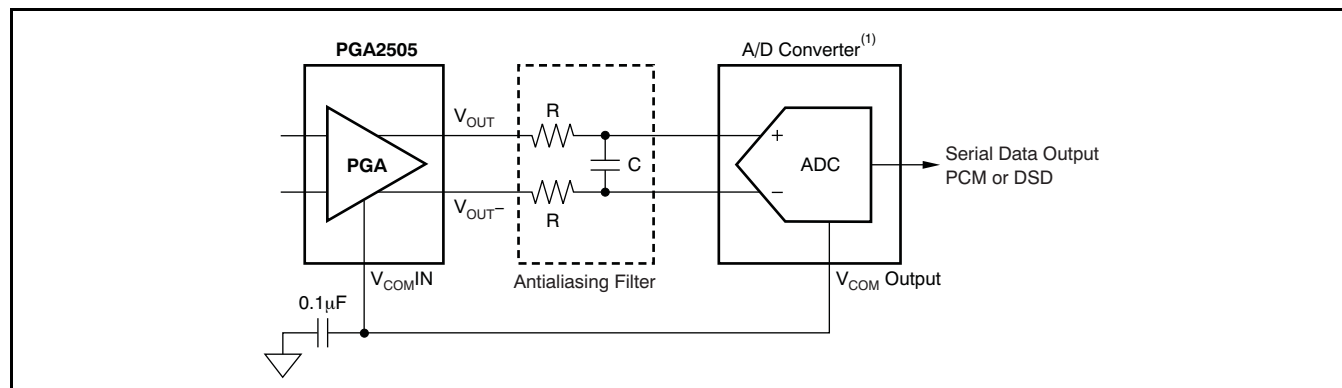 PGA2505
A/D Converter(1)
VOUT
R
PGA
C
ADC
+
−
Serial Data Output
PCM or DSD
VOUT−
R
VCOMIN
Antialiasing Filter
VCOM Output
0.1μF